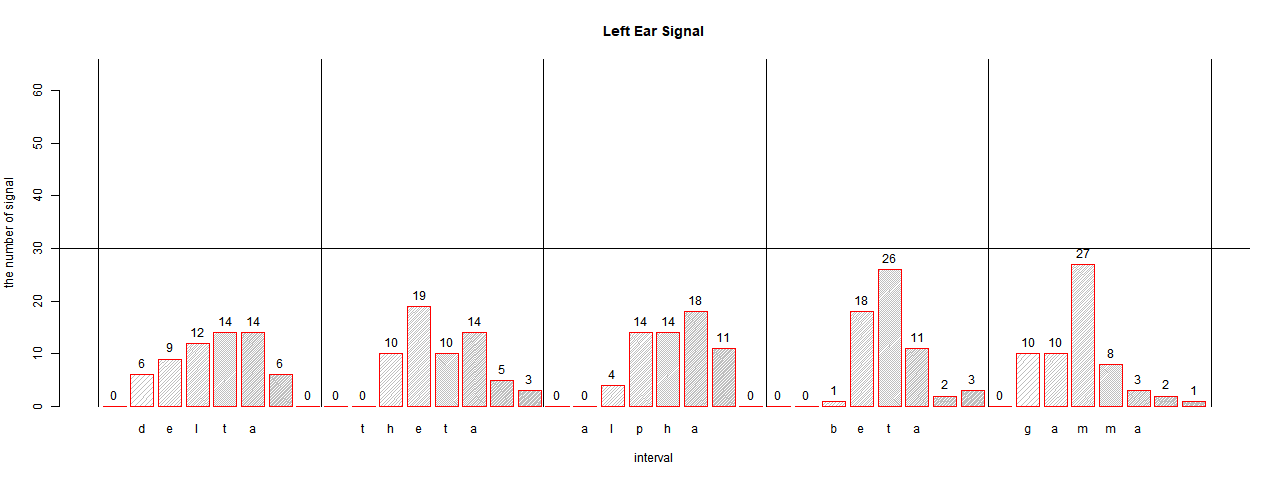 Left Ear Signal
the number of signal
60
50
40
30
20
10
0
0 6 9 12 14 14 6 0
0 0 10 19 10 14 5 3
0 0 4 14 14 18 11 0
0 0 1 18 26 11 2 3
0 10 10 27 8 3 2 1
d e l t a t h e t a a l p h a b e t a g a m m a
interval